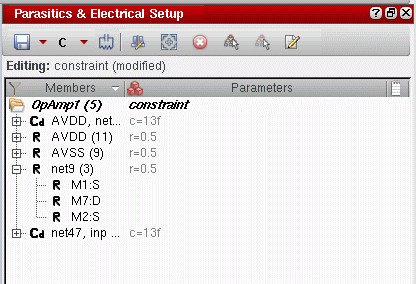 Parasitics & Electrical Setup
C
Editing: constraint (modified)
Members Parameters
OpAmp1 (5) constraint
Cd AVDD, net... c=13f
R AVDD (11) r=0.5
R AVSS (9) r=0.5
R net9 (3) r=0.5
R M1:S
R M7:D
R M2:S
Cd net47, inp ... c=13f